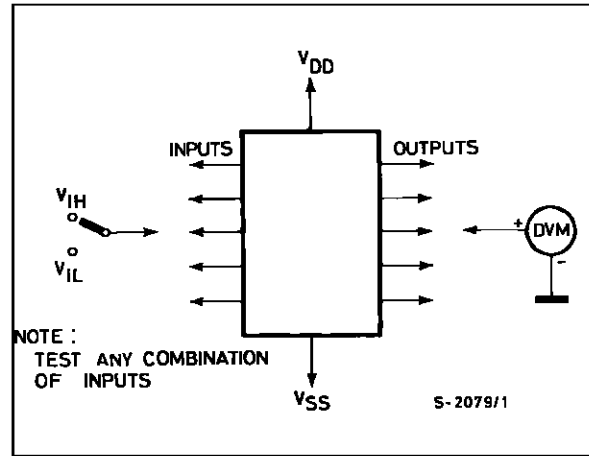 VDD
INPUTS
OUTPUTS
VIH
VIL
+
DVM
-
NOTE :
TEST ANY COMBINATION
OF INPUTS
VSS
S-2079/1